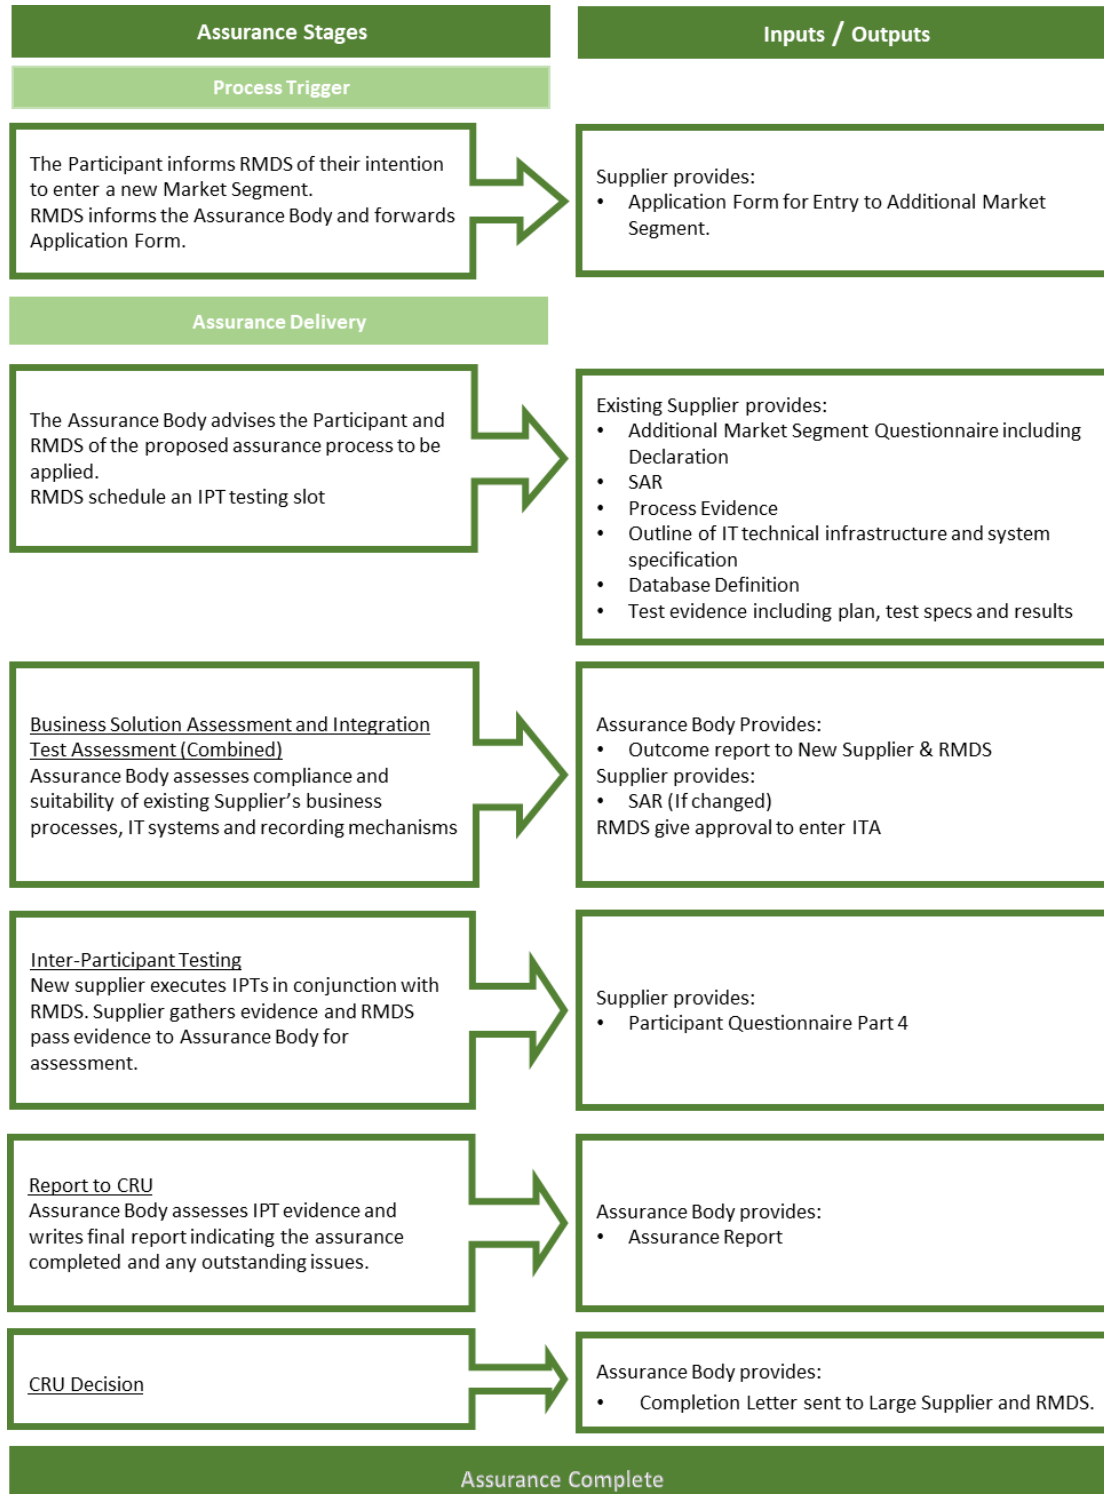 Assurance Stages
Inputs / Outputs
Process Trigger
The Participant informs RMDS of their intention
to enter a new Market Segment.
RMDS informs the Assurance Body and forwards
Application Form.
Supplier provides:
• Application Form for Entry to Additional Market
Segment.
Assurance Delivery
The Assurance Body advises the Participant and
RMDS of the proposed assurance process to be
applied.
RMDS schedule an IPT testing slot
Existing Supplier provides:
• Additional Market Segment Questionnaire including
Declaration
• SAR
• Process Evidence
• Outline of IT technical infrastructure and system
specification
• Database Definition
• Test evidence including plan, test specs and results
Business Solution Assessment and Integration
Test Assessment (Combined)
Assurance Body assesses compliance and
suitability of existing Supplier's business
processes, IT systems and recording mechanisms
Assurance Body Provides:
• Outcome report to New Supplier & RMDS
Supplier provides:
• SAR (If changed)
RMDS give approval to enter ITA
Inter-Participant Testing
New supplier executes IPTs in conjunction with
RMDS. Supplier gathers evidence and RMDS
pass evidence to Assurance Body for
assessment.
Supplier provides:
• Participant Questionnaire Part 4
Report to CRU
Assurance Body assesses IPT evidence and
writes final report indicating the assurance
completed and any outstanding issues.
Assurance Body provides:
• Assurance Report
CRU Decision
Assurance Body provides:
• Completion Letter sent to Large Supplier and RMDS.
Assurance Complete